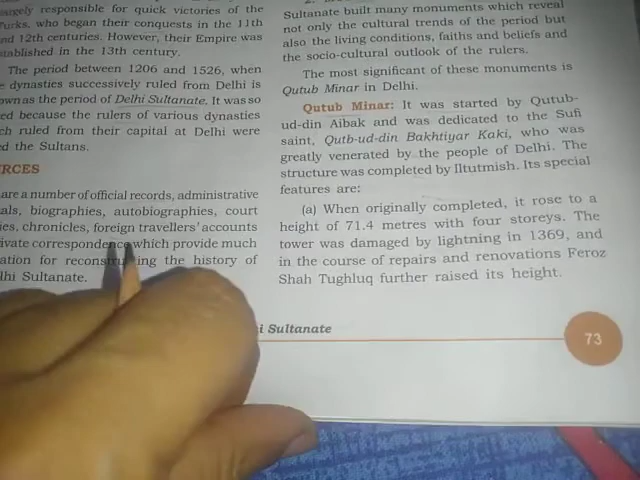 largely responsible for quick victories of the
Turks, who began their conquests in the 11th
and 12th centuries. However, their Empire was
established in the 13th century.
The period between 1206 and 1526, when
dynasties successively ruled from Delhi is
known as the period of Delhi Sultanate. It was so
because the rulers of various dynasties
ruled from their capital at Delhi were
the Sultans.
are a number of official records, administrative
biographies, autobiographies, court
chronicles, foreign travellers' accounts
private correspondence which provide much
for reconstructing the history of
Delhi Sultanate.
Sultanate built many monuments which reveal
not only the cultural trends of the period but
also the living conditions, faiths and beliefs and
the socio-cultural outlook of the rulers.
The most significant of these monuments is
Qutub Minar in Delhi.
Qutub Minar: It was started by Qutub-
ud-din Aibak and was dedicated to the Sufi
saint, Qutb-ud-din Bakhtiyar Kaki, who was
greatly venerated by the people of Delhi. The
structure was completed by Iltutmish. Its special
features are:
(a) When originally completed, it rose to a
height of 71.4 metres with four storeys. The
tower was damaged by lightning in 1369, and
in the course of repairs and renovations Feroz
Shah Tughluq further raised its height.
Sultanate
73